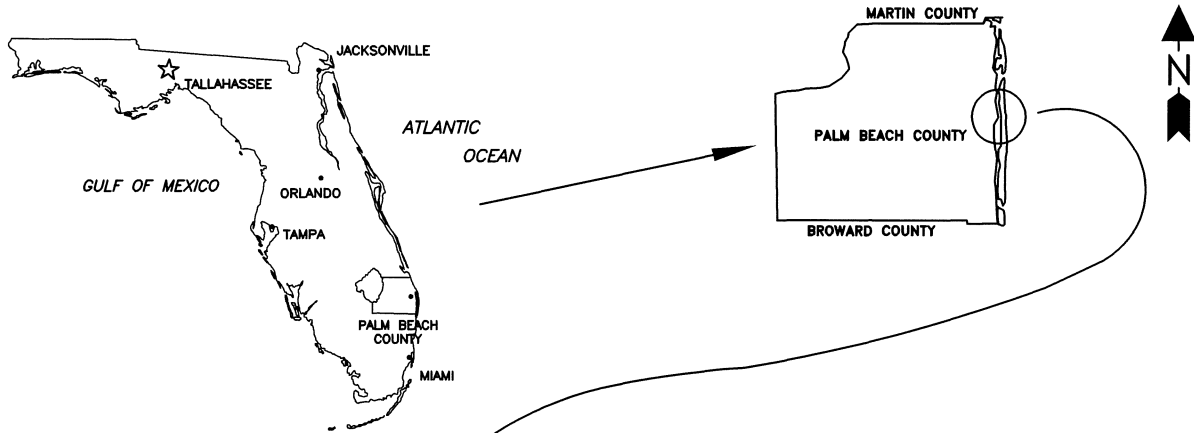 MARTIN COUNTY
JACKSONVILLE
TALLAHASSEE
N
ATLANTIC
OCEAN
PALM BEACH COUNTY
GULF OF MEXICO
ORLANDO
TAMPA
BROWARD COUNTY
PALM BEACH
COUNTY
MIAMI